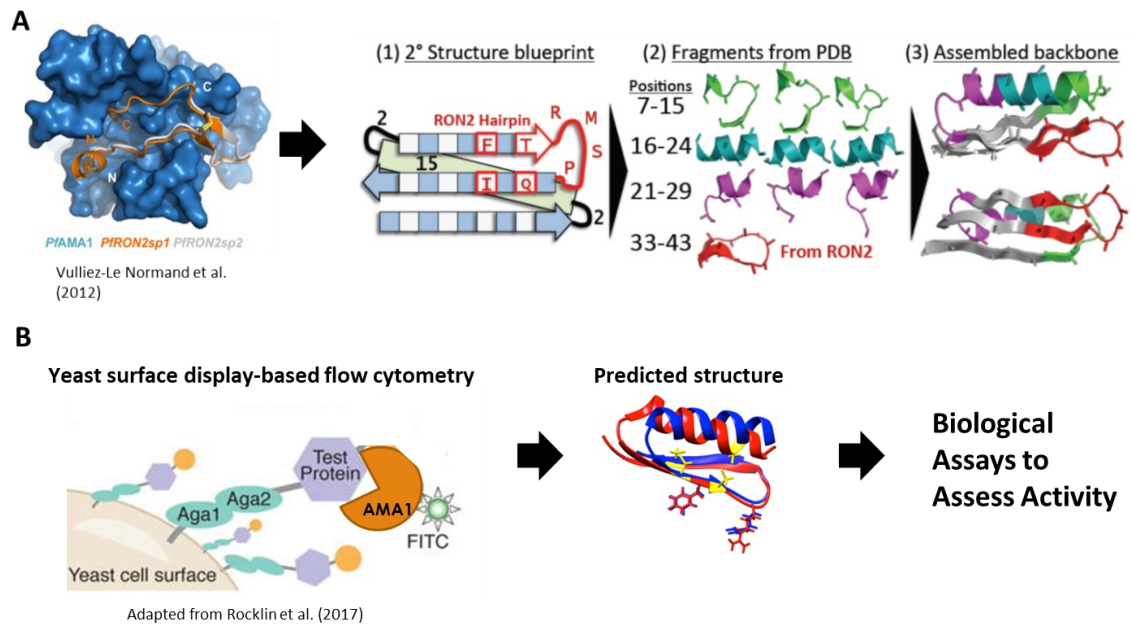 A
C
C
N
N
PfAMA1 PfRON2sp1 PfRON2sp2
Vulliez-Le Normand et al.
(2012)
(1) 2° Structure blueprint
2
RON2 Hairpin
R
M
S
P
F
T
15
I
Q
2
(2) Fragments from PDB
Positions
7-15
16-24
21-29
33-43
From RON2
(3) Assembled backbone
B
Yeast surface display-based flow cytometry
Test
Protein
Aga2
Aga1
AMA1
FITC
Yeast cell surface
Adapted from Rocklin et al. (2017)
Predicted structure
Biological
Assays to
Assess Activity